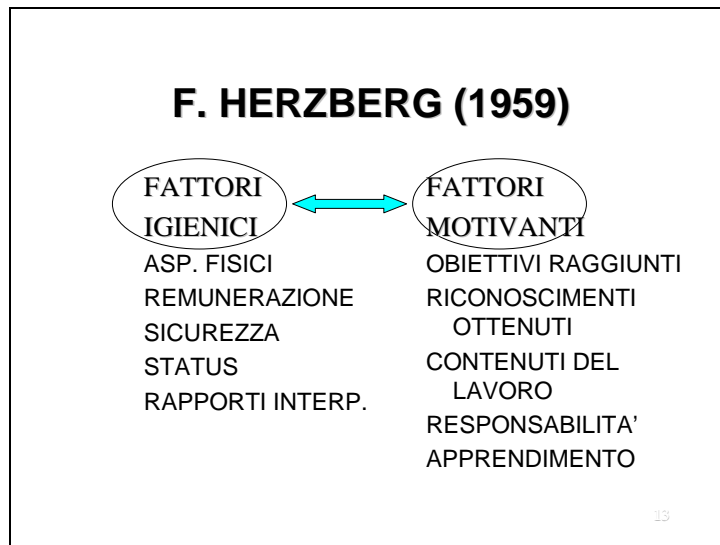 F. HERZBERG (1959)
FATTORI
IGIENICI
ASP. FISICI
REMUNERAZIONE
SICUREZZA
STATUS
RAPPORTI INTERP.
FATTORI
MOTIVANTI
OBIETTIVI RAGGIUNTI
RICONOSCIMENTI
OTTENUTI
CONTENUTI DEL
LAVORO
RESPONSABILITA’
APPRENDIMENTO
13